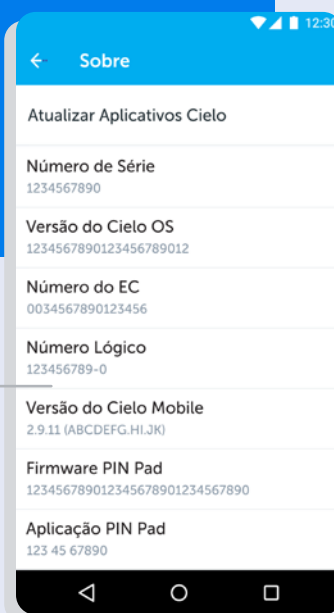 12:30
Sobre
Atualizar Aplicativos Cielo
Número de Série
1234567890
Versão do Cielo OS
1234567890123456789012
Número do EC
0034567890123456
Número Lógico
123456789-0
Versão do Cielo Mobile
2.9.11 (ABCDEFG.HI.JK)
Firmware PIN Pad
123456789012345678901234567890
Aplicação PIN Pad
123 45 67890